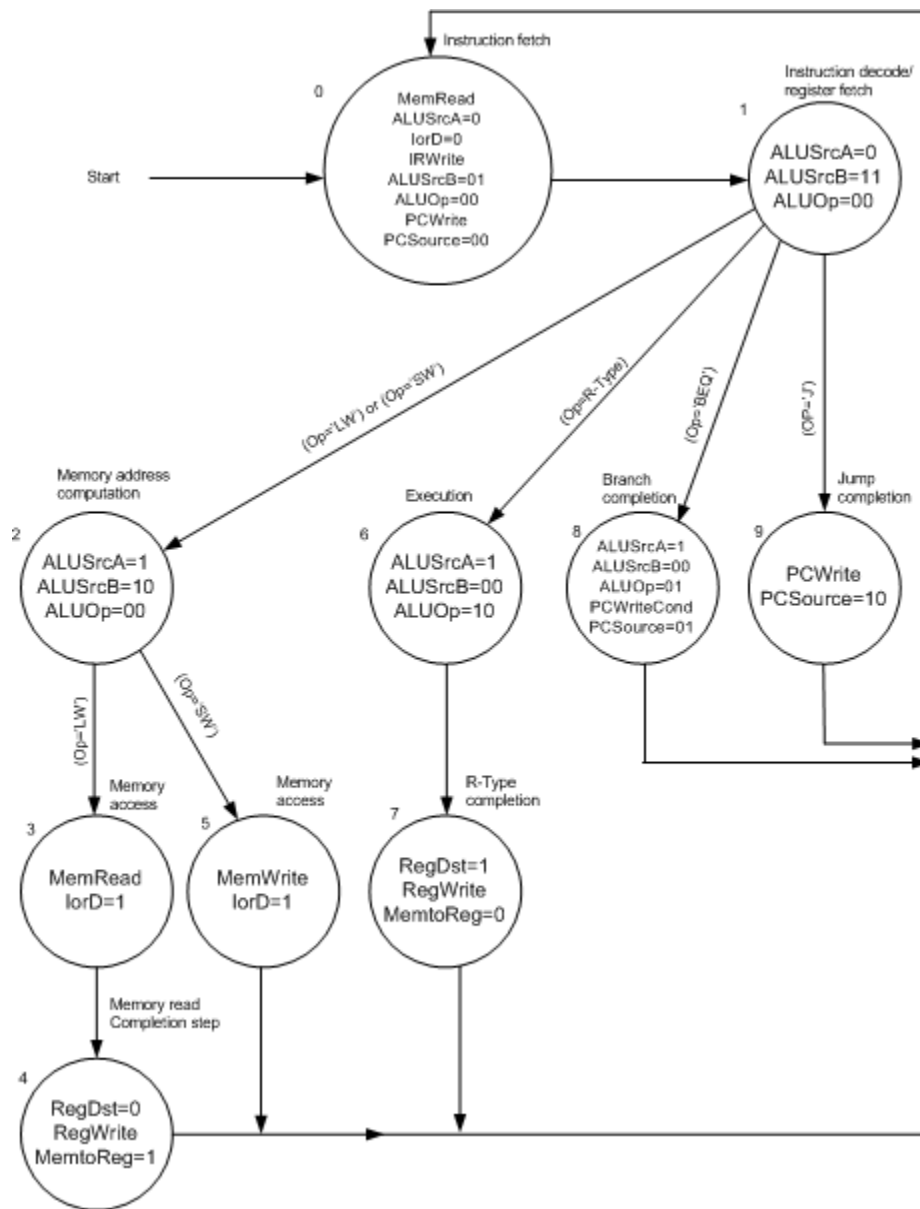 Instruction fetch
0
MemRead
ALUSrcA=0
IorD=0
IRWrite
ALUSrcB=01
ALUOp=00
PCWrite
PCSource=00
Start
Instruction decode/
register fetch
1
ALUSrcA=0
ALUSrcB=11
ALUOp=00
(Op='LW') or (Op='SW')
(Op=R-Type)
(Op='BEQ')
(OP='J')
Memory address
computation
2
ALUSrcA=1
ALUSrcB=10
ALUOp=00
Execution
6
ALUSrcA=1
ALUSrcB=00
ALUOp=10
Branch
completion
8
ALUSrcA=1
ALUSrcB=00
ALUOp=01
PCWriteCond
PCSource=01
Jump
completion
9
PCWrite
PCSource=10
(Op='LW')
(Op='SW')
Memory
access
3
MemRead
IorD=1
Memory
access
5
MemWrite
IorD=1
R-Type
completion
7
RegDst=1
RegWrite
MemtoReg=0
Memory read
Completion step
4
RegDst=0
RegWrite
MemtoReg=1